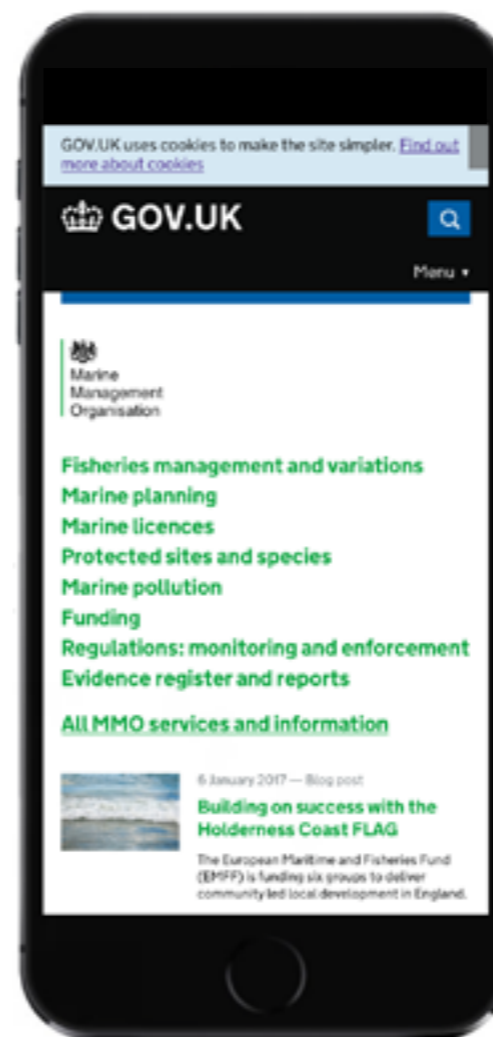 GOV.UK uses cookies to make the site simpler. Find out
more about cookies
GOV.UK
Menu ▾
Marine
Management
Organisation
Fisheries management and variations
Marine planning
Marine licences
Protected sites and species
Marine pollution
Funding
Regulations: monitoring and enforcement
Evidence register and reports
All MMO services and information
6 January 2017 — Blog post
Building on success with the
Holderness Coast FLAG
The European Maritime and Fisheries Fund
(EMFF) is funding six groups to deliver
community led local development in England.